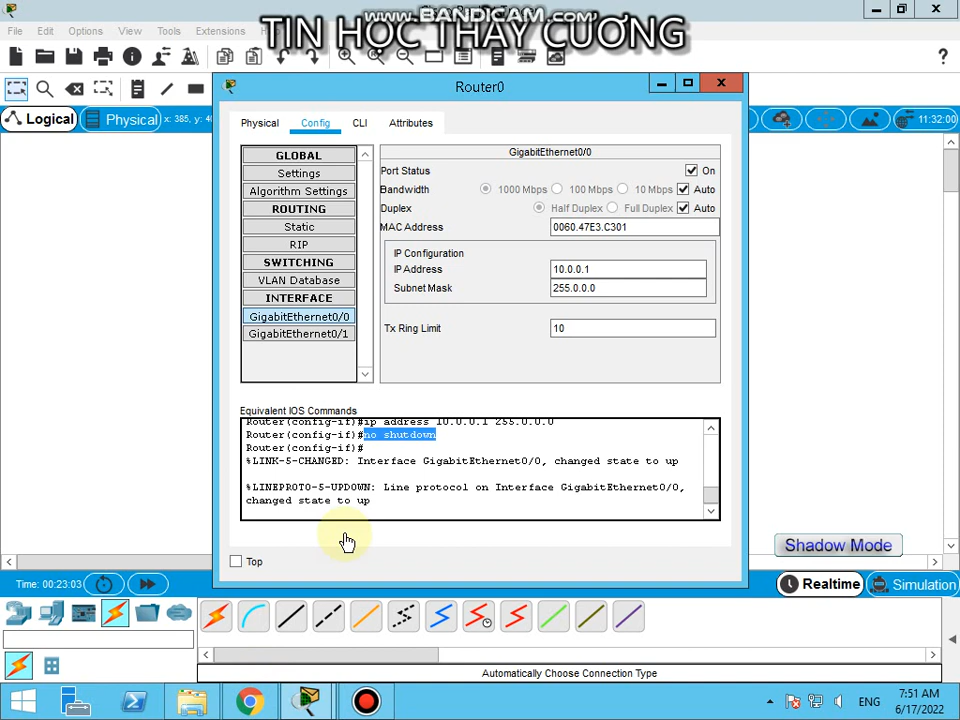 www.BANDICAM.com
TIN HỌC THẦY CƯƠNG
File Edit Options View Tools Extensions
?
Logical
Physical x: 385, y: 40
11:32:00
Router0
Physical Config CLI Attributes
GLOBAL
Settings
Algorithm Settings
ROUTING
Static
RIP
SWITCHING
VLAN Database
INTERFACE
GigabitEthernet0/0
GigabitEthernet0/1
GigabitEthernet0/0
Port Status On
Bandwidth 1000 Mbps 100 Mbps 10 Mbps Auto
Duplex Half Duplex Full Duplex Auto
MAC Address 0060.47E3.C301
IP Configuration
IP Address 10.0.0.1
Subnet Mask 255.0.0.0
Tx Ring Limit 10
Equivalent IOS Commands
Router(config-if)#ip address 10.0.0.1 255.0.0.0
Router(config-if)#no shutdown
Router(config-if)#
%LINK-5-CHANGED: Interface GigabitEthernet0/0, changed state to up
%LINEPROTO-5-UPDOWN: Line protocol on Interface GigabitEthernet0/0,
changed state to up
Top
Shadow Mode
Time: 00:23:03
Realtime Simulation
Automatically Choose Connection Type
ENG
7:51 AM
6/17/2022